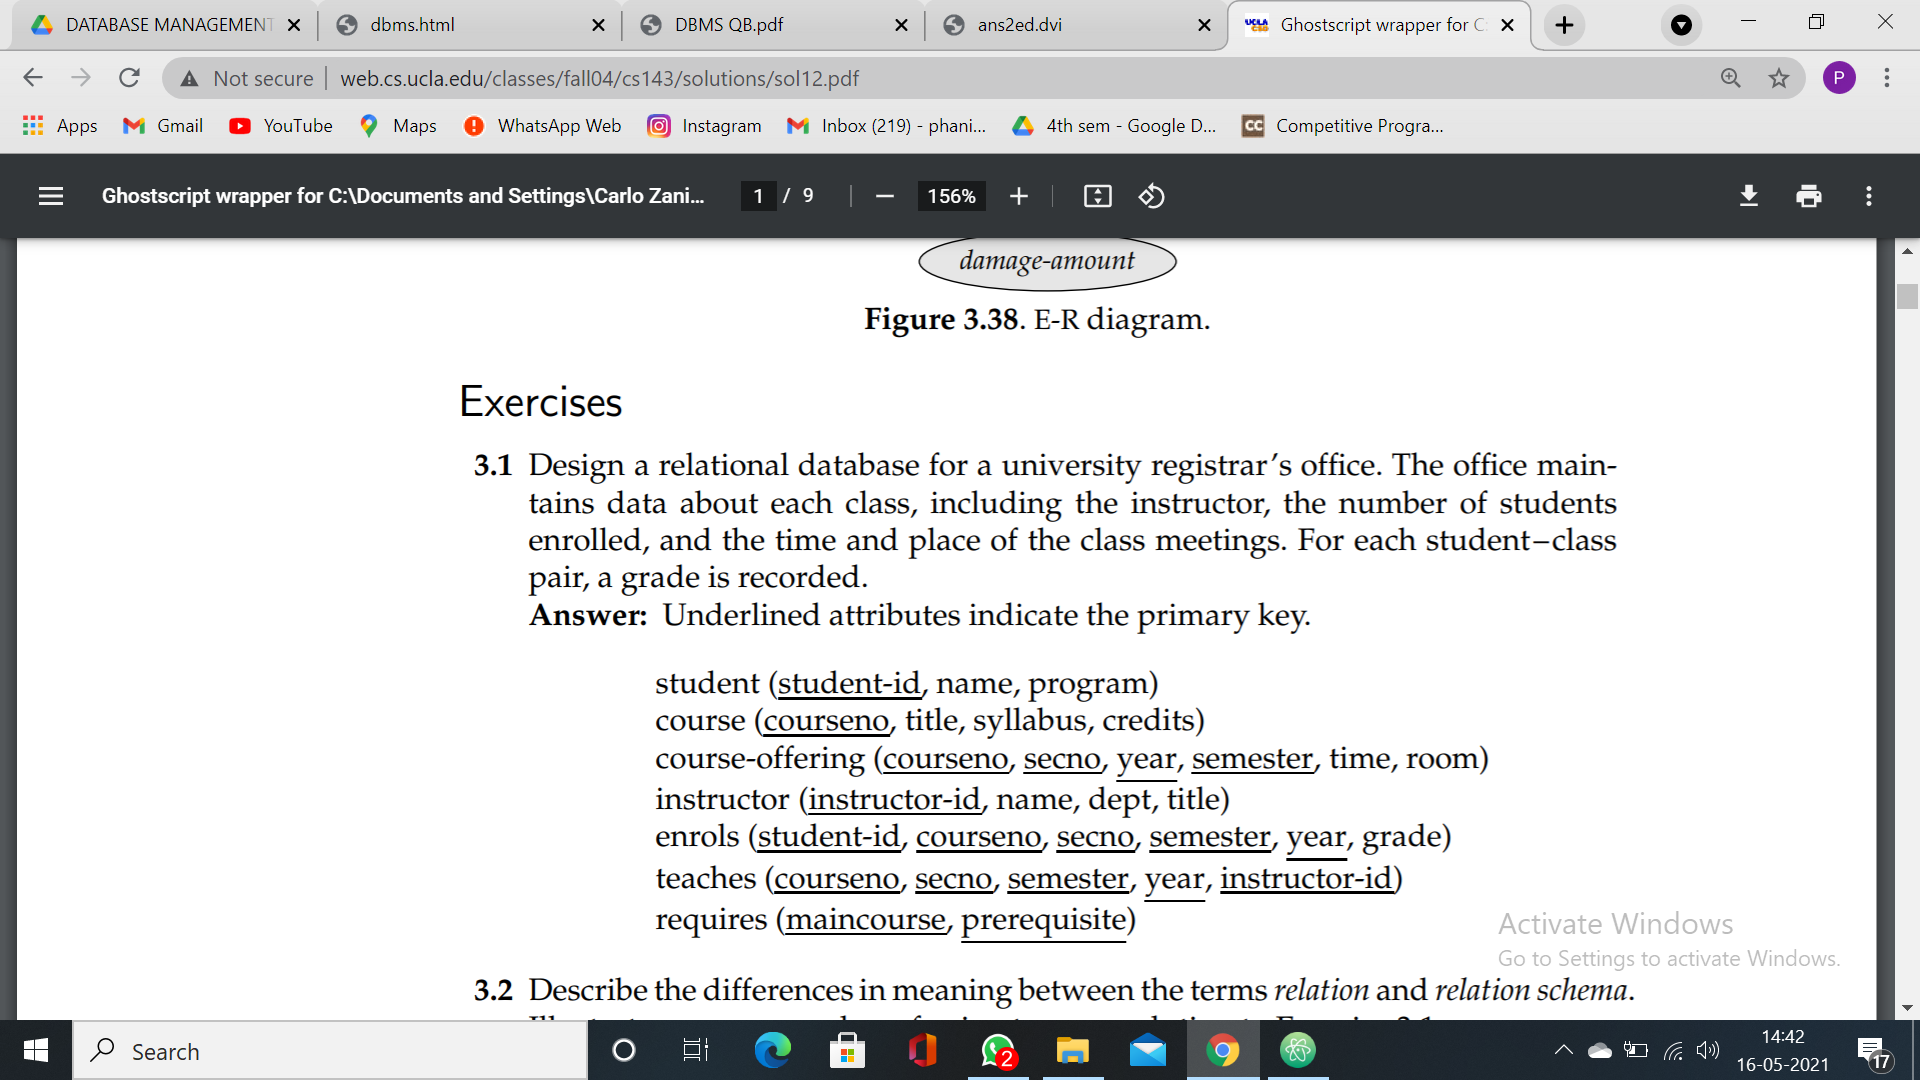 DATABASE MANAGEMENT
dbms.html
DBMS QB.pdf
ans2ed.dvi
UCLA
Ghostscript wrapper for C:
Not secure
web.cs.ucla.edu/classes/fall04/cs143/solutions/sol12.pdf
P
Apps
Gmail
YouTube
Maps
WhatsApp Web
Instagram
Inbox (219) - phani...
4th sem - Google D...
CC Competitive Progra...
Ghostscript wrapper for C:\Documents and Settings\Carlo Zani...
1 / 9
156%
damage-amount
Figure 3.38. E-R diagram.
Exercises
3.1 Design a relational database for a university registrar's office. The office main-
tains data about each class, including the instructor, the number of students
enrolled, and the time and place of the class meetings. For each student–class
pair, a grade is recorded.
Answer: Underlined attributes indicate the primary key.
student (student-id, name, program)
course (courseno, title, syllabus, credits)
course-offering (courseno, secno, year, semester, time, room)
instructor (instructor-id, name, dept, title)
enrols (student-id, courseno, secno, semester, year, grade)
teaches (courseno, secno, semester, year, instructor-id)
requires (maincourse, prerequisite)
Activate Windows
Go to Settings to activate Windows.
3.2 Describe the differences in meaning between the terms relation and relation schema.
Search
2
14:42
16-05-2021
17